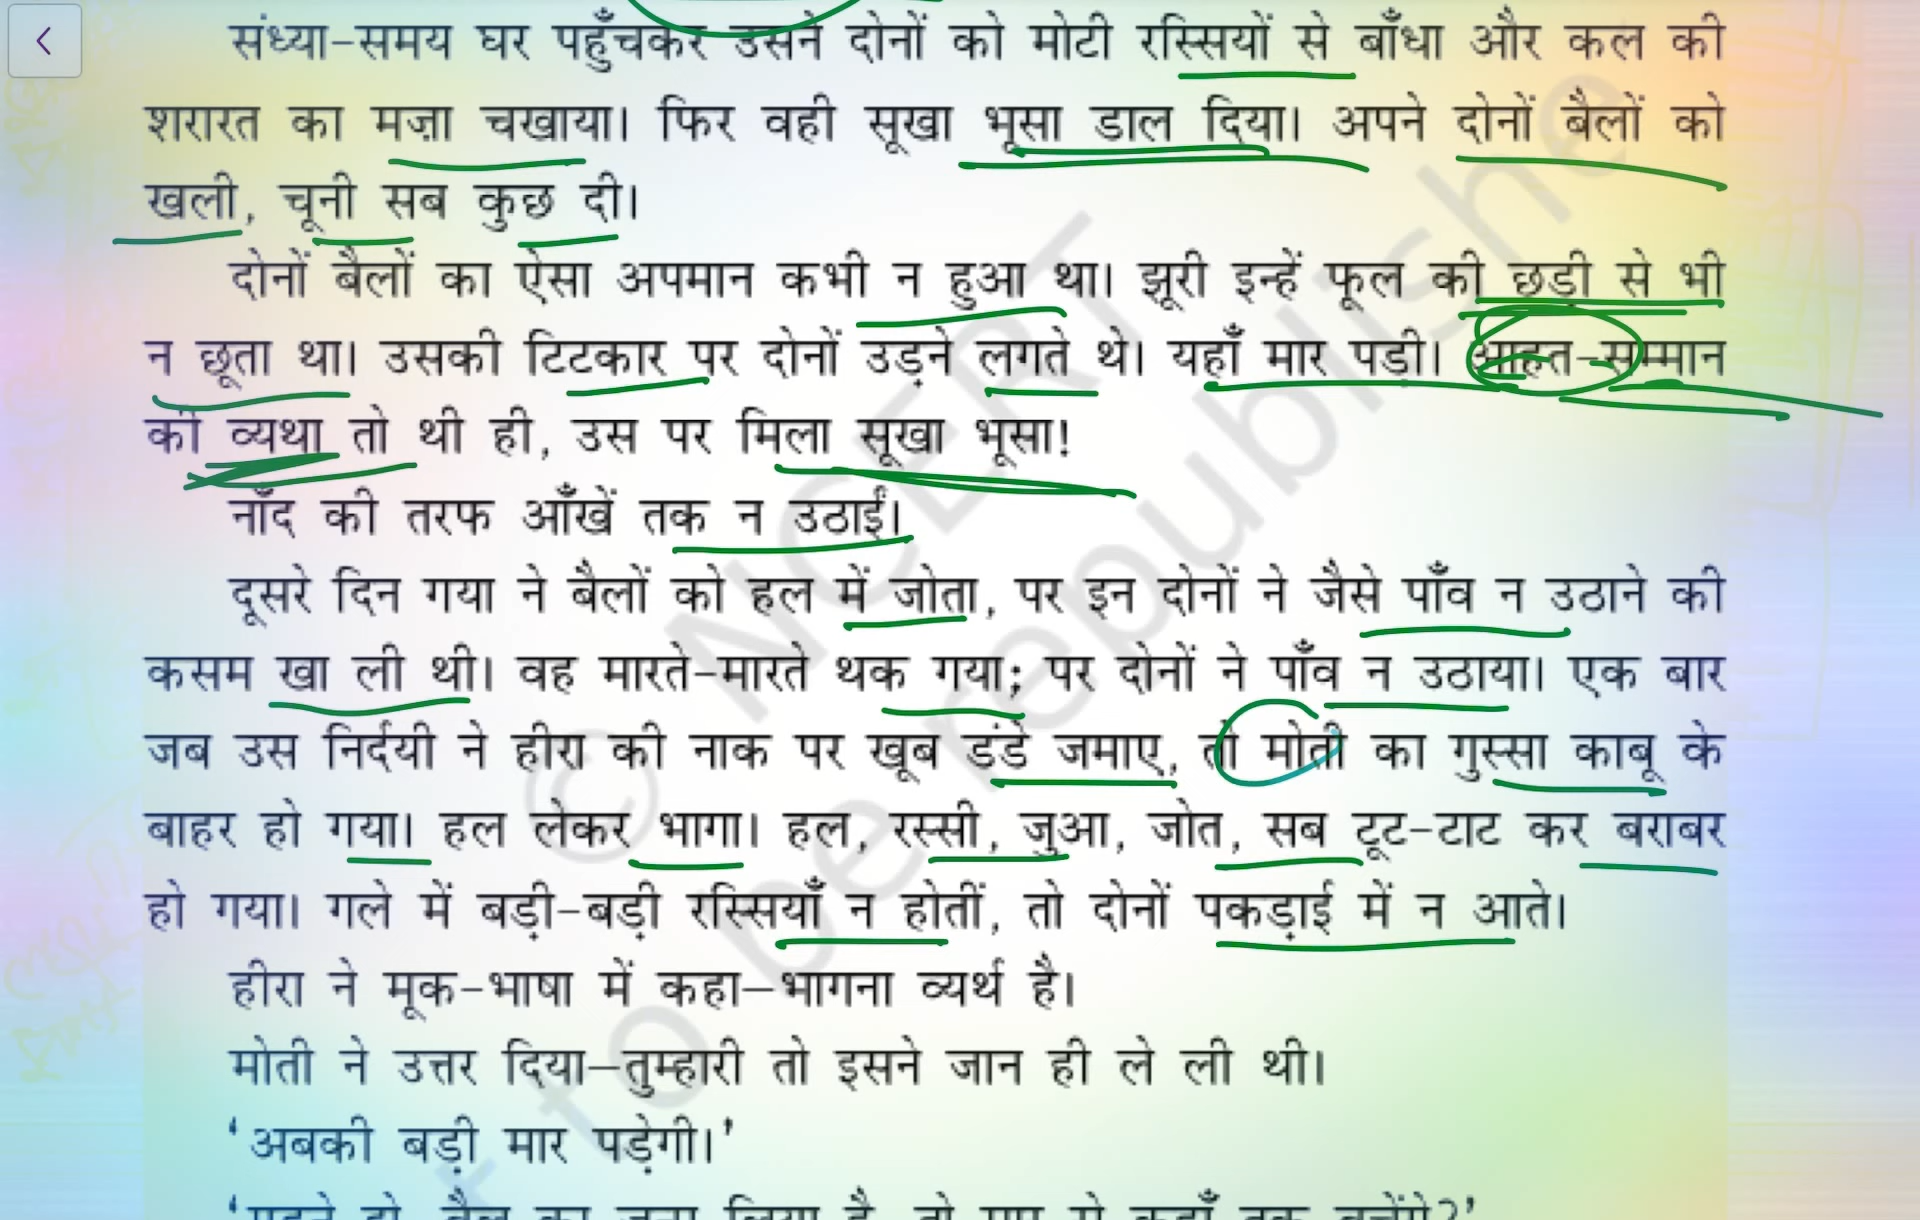 संध्या-समय घर पहुँचकर उसने दोनों को मोटी रस्सियों से बाँधा और कल की
शरारत का मज़ा चखाया। फिर वही सूखा भूसा डाल दिया। अपने दोनों बैलों को
खली, चूनी सब कुछ दी।
दोनों बैलों का ऐसा अपमान कभी न हुआ था। झूरी इन्हें फूल की छड़ी से भी
न छूता था। उसकी टिटकार पर दोनों उड़ने लगते थे। यहाँ मार पड़ी। आहत-सम्मान
की व्यथा तो थी ही, उस पर मिला सूखा भूसा!
नाँद की तरफ आँखें तक न उठाईं।
दूसरे दिन गया ने बैलों को हल में जोता, पर इन दोनों ने जैसे पाँव न उठाने की
कसम खा ली थी। वह मारते-मारते थक गया; पर दोनों ने पाँव न उठाया। एक बार
जब उस निर्दयी ने हीरा की नाक पर खूब डंडे जमाए, तो मोती का गुस्सा काबू के
बाहर हो गया। हल लेकर भागा। हल, रस्सी, जुआ, जोत, सब टूट-टाट कर बराबर
हो गया। गले में बड़ी-बड़ी रस्सियाँ न होतीं, तो दोनों पकड़ाई में न आते।
हीरा ने मूक-भाषा में कहा—भागना व्यर्थ है।
मोती ने उत्तर दिया—तुम्हारी तो इसने जान ही ले ली थी।
'अबकी बड़ी मार पड़ेगी।'
© NCERT
to be republishe